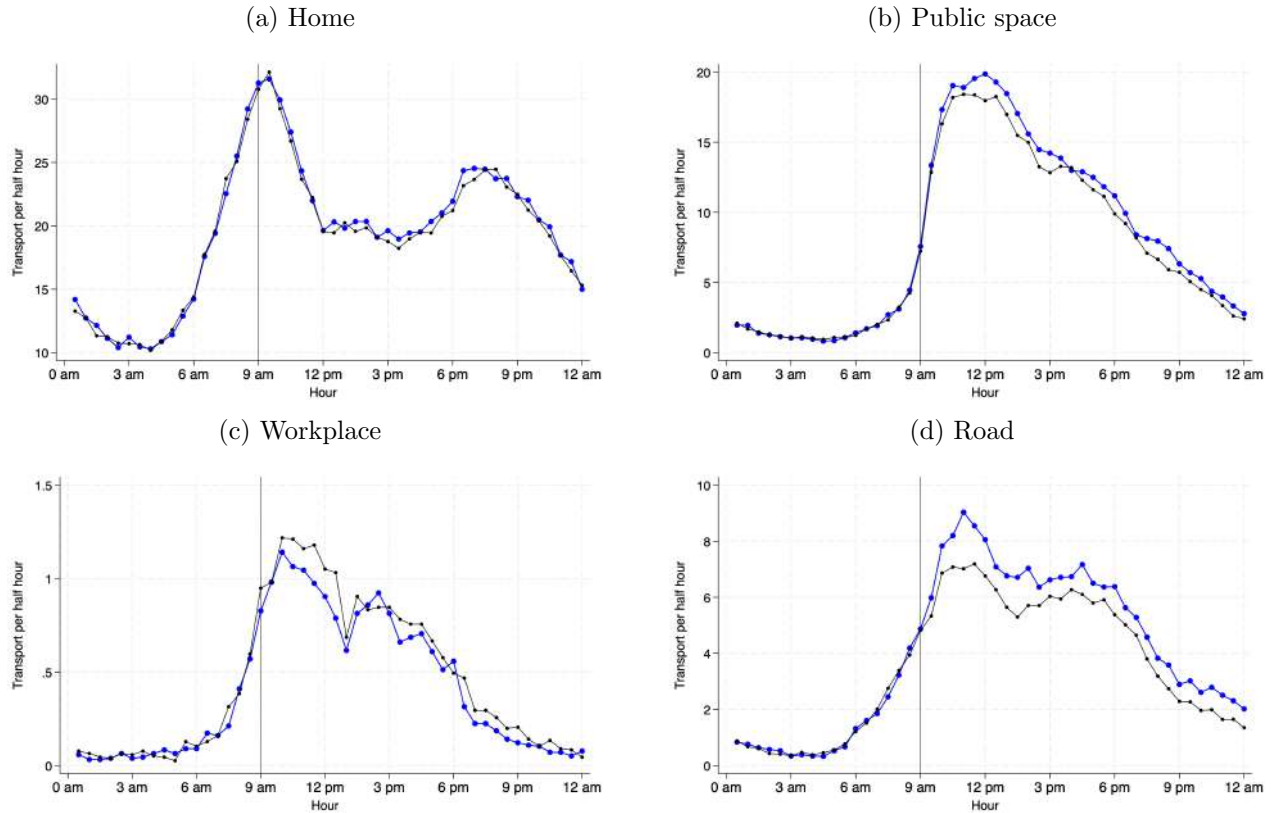 (a) Home
Transport per half hour
30
25
20
15
10
0 am 3 am 6 am 9 am 12 pm 3 pm 6 pm 9 pm 12 am
Hour
(b) Public space
Transport per half hour
20
15
10
5
0
0 am 3 am 6 am 9 am 12 pm 3 pm 6 pm 9 pm 12 am
Hour
(c) Workplace
Transport per half hour
1.5
1
.5
0
0 am 3 am 6 am 9 am 12 pm 3 pm 6 pm 9 pm 12 am
Hour
(d) Road
Transport per half hour
10
8
6
4
2
0
0 am 3 am 6 am 9 am 12 pm 3 pm 6 pm 9 pm 12 am
Hour